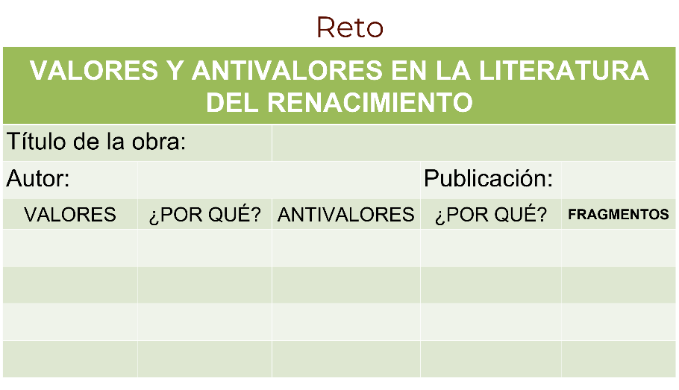 Reto
VALORES Y ANTIVALORES EN LA LITERATURA
DEL RENACIMIENTO
Título de la obra:
Autor: Publicación:
VALORES ¿POR QUÉ? ANTIVALORES ¿POR QUÉ? FRAGMENTOS